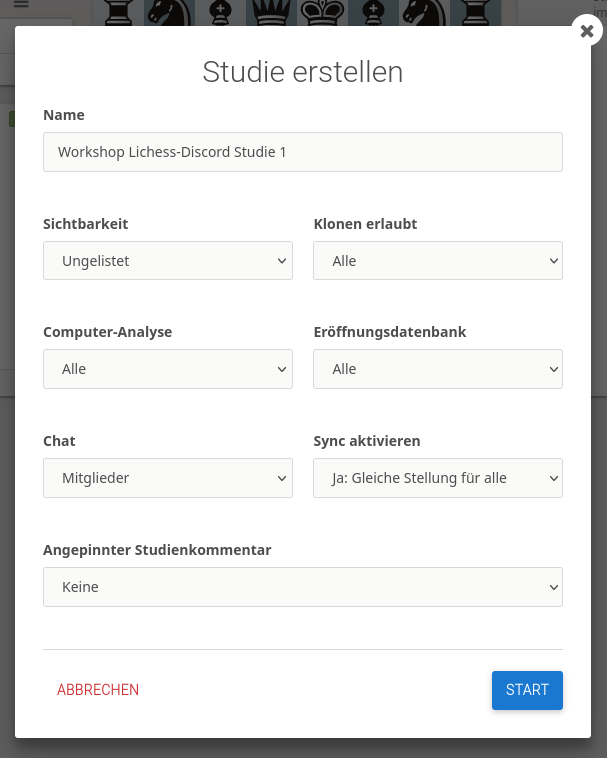 Studie erstellen
Name
Workshop Lichess-Discord Studie 1
Sichtbarkeit
Klonen erlaubt
Ungelistet
Alle
Computer-Analyse
Eröffnungsdatenbank
Alle
Alle
Chat
Sync aktivieren
Mitglieder
Ja: Gleiche Stellung für alle
Angepinnter Studienkommentar
Keine
ABBRECHEN
START